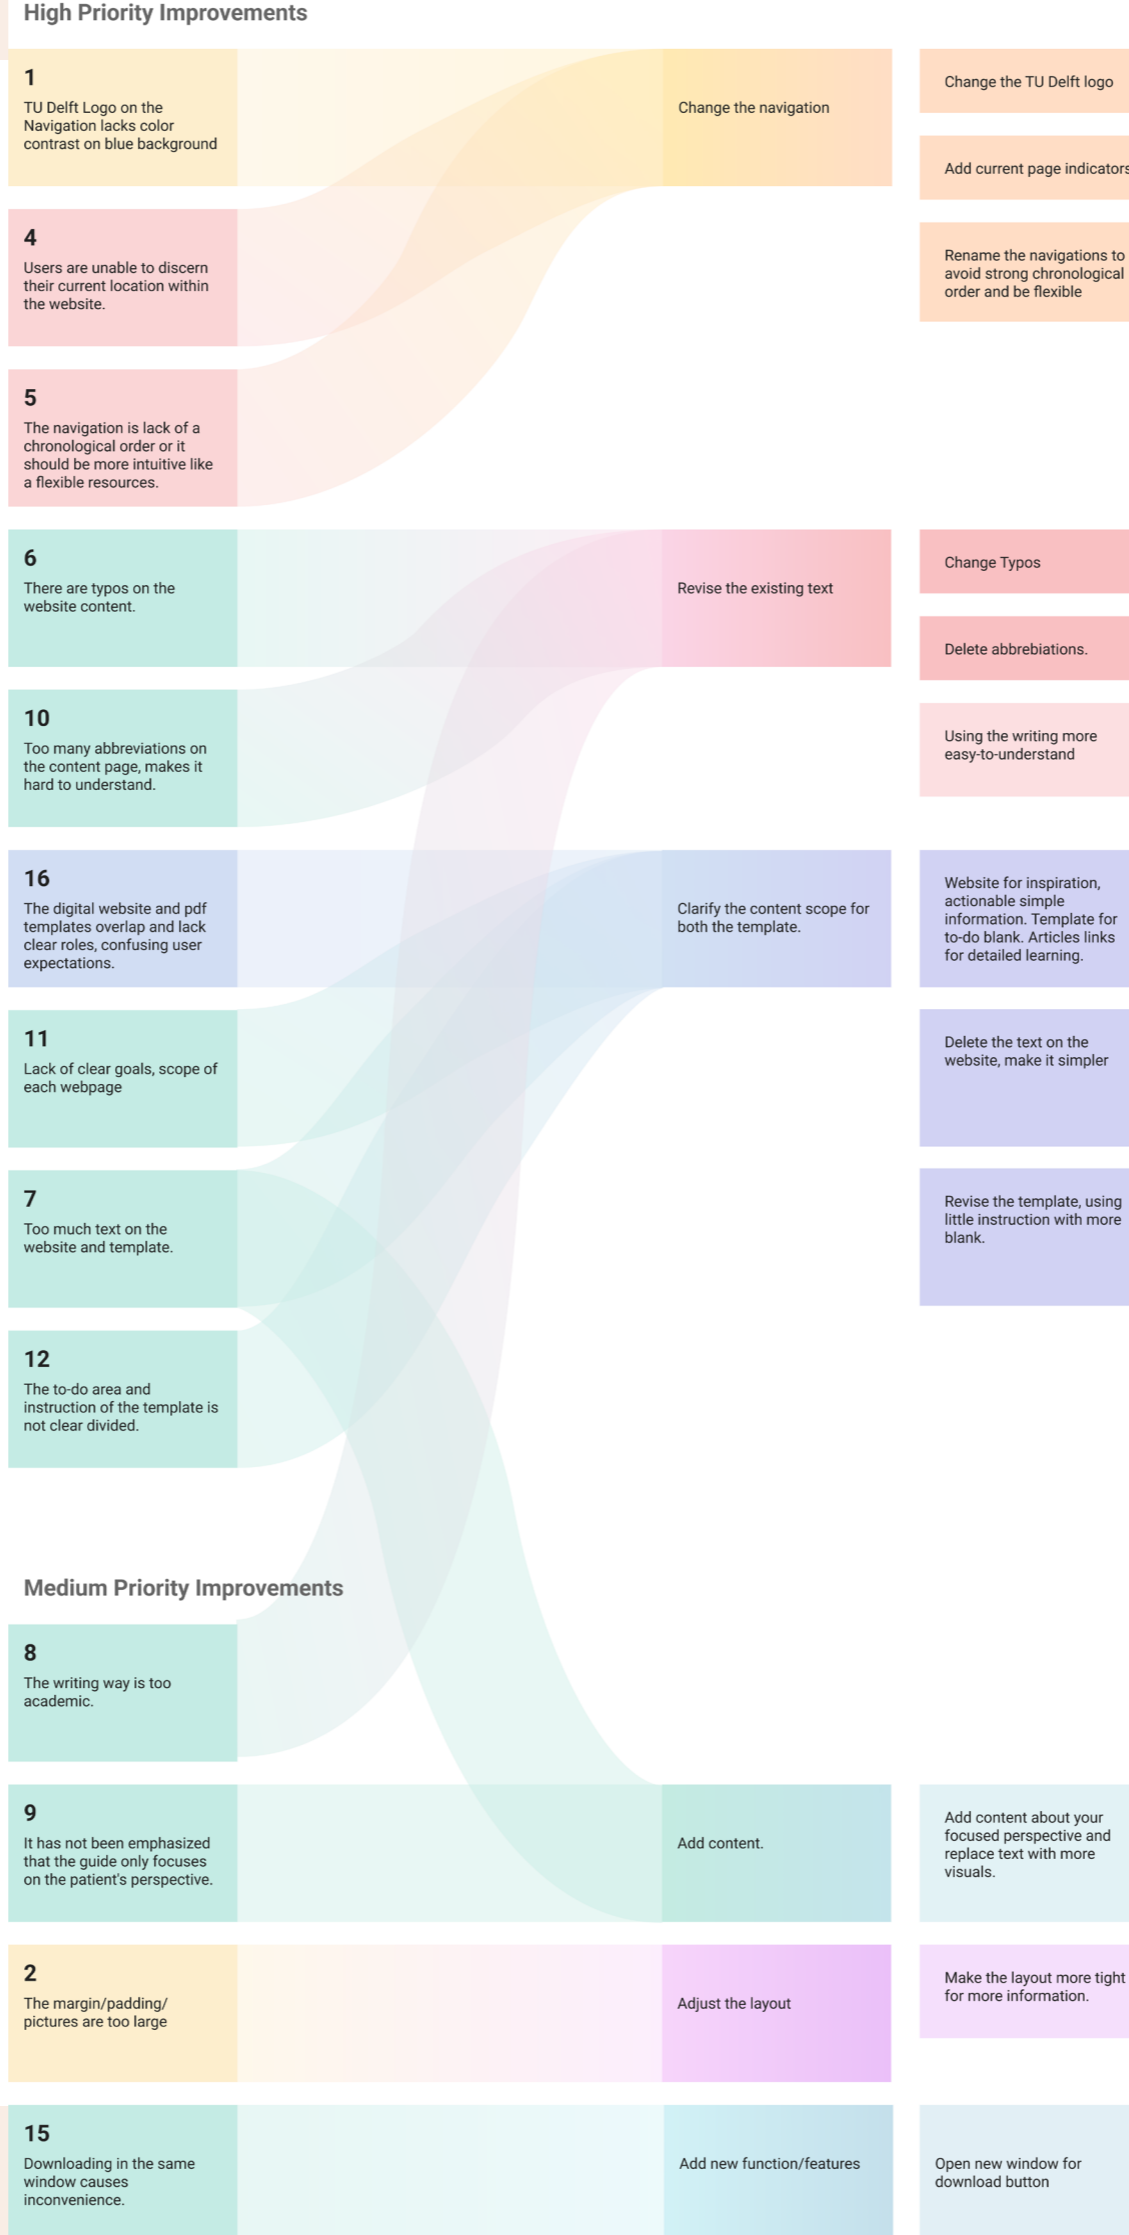 High Priority Improvements
1
TU Delft Logo on the
Navigation lacks color
contrast on blue background
Change the navigation
Change the TU Delft logo
Add current page indicators
Rename the navigations to
avoid strong chronological
order and be flexible
4
Users are unable to discern
their current location within
the website.
5
The navigation is lack of a
chronological order or it
should be more intuitive like
a flexible resources.
6
There are typos on the
website content.
Revise the existing text
Change Typos
Delete abbrebiations.
Using the writing more
easy-to-understand
10
Too many abbreviations on
the content page, makes it
hard to understand.
16
The digital website and pdf
templates overlap and lack
clear roles, confusing user
expectations.
Clarify the content scope for
both the template.
Website for inspiration,
actionable simple
information. Template for
to-do blank. Articles links
for detailed learning.
11
Lack of clear goals, scope of
each webpage
Delete the text on the
website, make it simpler
7
Too much text on the
website and template.
Revise the template, using
little instruction with more
blank.
12
The to-do area and
instruction of the template is
not clear divided.
Medium Priority Improvements
8
The writing way is too
academic.
9
It has not been emphasized
that the guide only focuses
on the patient's perspective.
Add content.
Add content about your
focused perspective and
replace text with more
visuals.
2
The margin/padding/
pictures are too large
Adjust the layout
Make the layout more tight
for more information.
15
Downloading in the same
window causes
inconvenience.
Add new function/features
Open new window for
download button